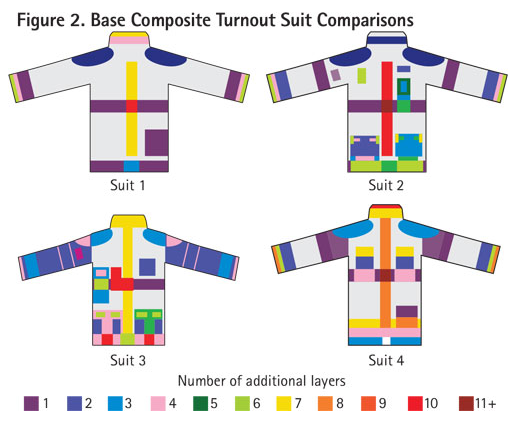 Figure 2. Base Composite Turnout Suit Comparisons
Suit 1
Suit 2
Suit 3
Suit 4
Number of additional layers
1 2 3 4 5 6 7 8 9 10 11+